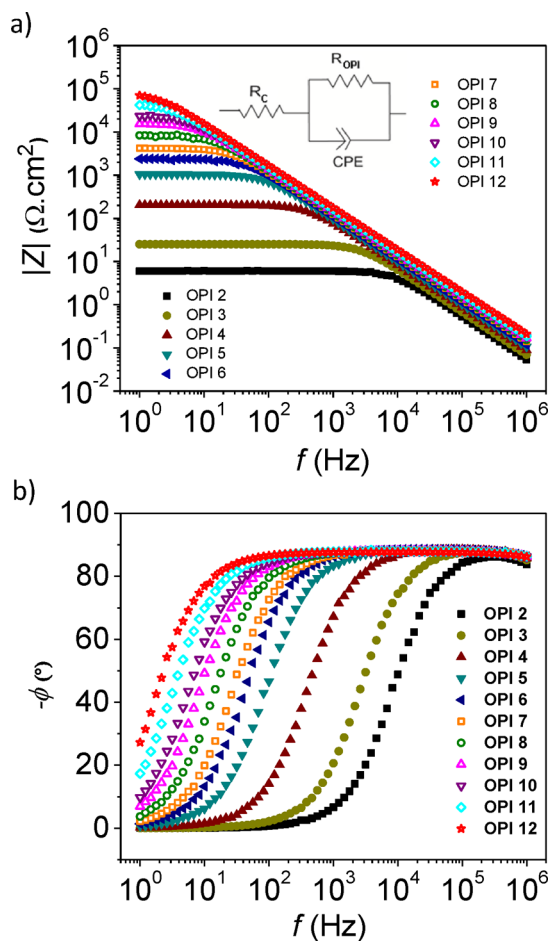 a)
10^6
10^5
10^4
10^3
10^2
10^1
10^0
10^-1
10^-2
|Z| (Ω.cm²)
R_C
R_OPI
CPE
OPI 7
OPI 8
OPI 9
OPI 10
OPI 11
OPI 12
OPI 2
OPI 3
OPI 4
OPI 5
OPI 6
10^0 10^1 10^2 10^3 10^4 10^5 10^6
f (Hz)
b)
100
80
60
40
20
0
-ϕ (°)
OPI 2
OPI 3
OPI 4
OPI 5
OPI 6
OPI 7
OPI 8
OPI 9
OPI 10
OPI 11
OPI 12
10^0 10^1 10^2 10^3 10^4 10^5 10^6
f (Hz)